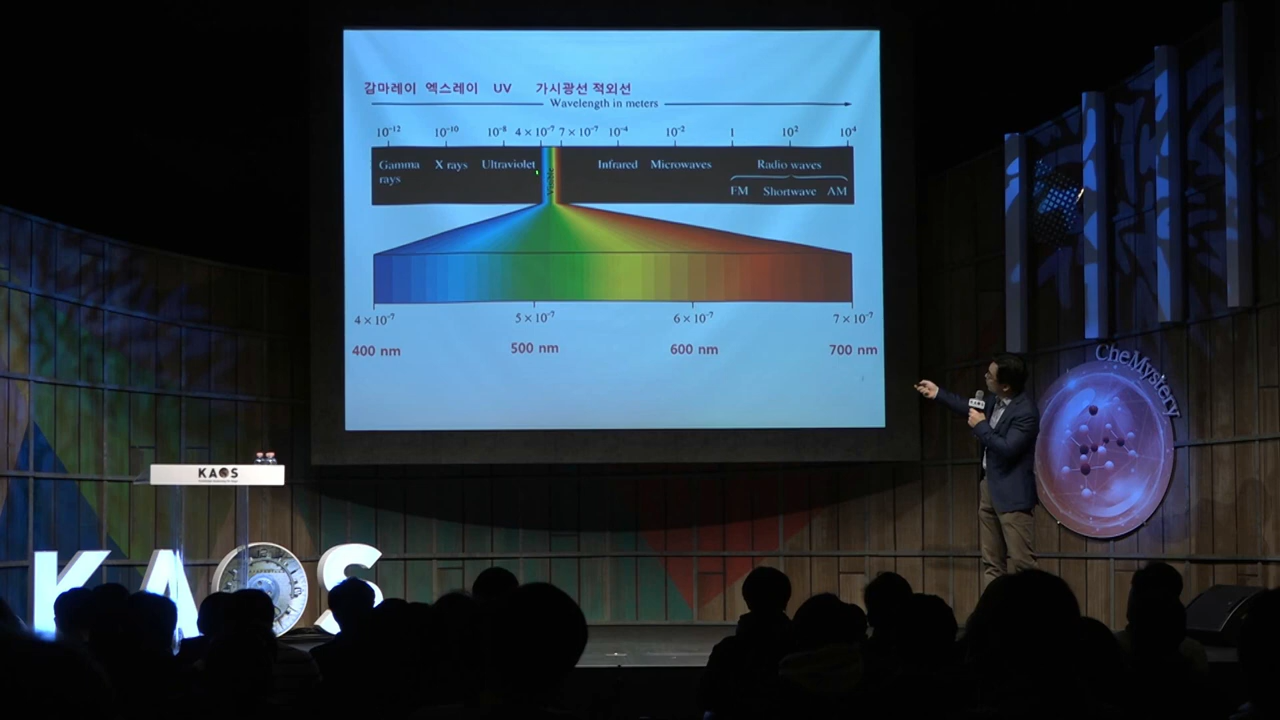 감마레이 엑스레이 UV 가시광선 적외선
Wavelength in meters
10⁻¹² 10⁻¹⁰ 10⁻⁸ 4 × 10⁻⁷ 7 × 10⁻⁷ 10⁻⁴ 10⁻² 1 10² 10⁴
Gamma rays X rays Ultraviolet Visible Infrared Microwaves Radio waves
FM Shortwave AM
4 × 10⁻⁷ 5 × 10⁻⁷ 6 × 10⁻⁷ 7 × 10⁻⁷
400 nm 500 nm 600 nm 700 nm
CheMystery
KAOS
KAOS
KAOS